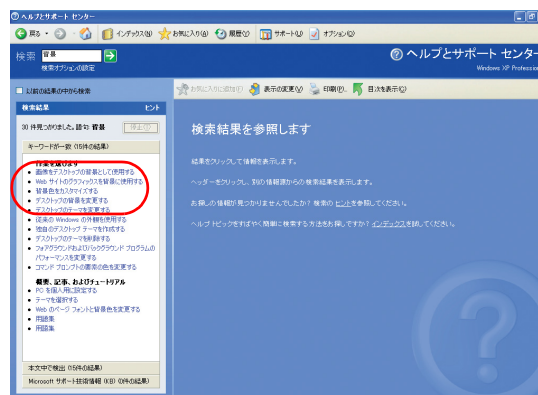 ヘルプとサポート センター
戻る
インデックス(N)
お気に入り(A)
履歴(Y)
サポート(U)
オプション(O)
検索
背景
検索オプションの設定
ヘルプとサポート センタ
Windows XP Profession
以前の結果の中から検索
お気に入りに追加(F)
表示の変更(V)
印刷(P)...
目次を表示(C)
検索結果
ヒント
30 件見つかりました。語句 背景
キーワードが一致 (15件の結果)
作業を選びます
画像をデスクトップの背景として使用する
Web サイトのグラフィックスを背景に使用する
背景色をカスタマイズする
デスクトップの背景を変更する
デスクトップのテーマを変更する
従来の Windows の外観を使用する
独自のデスクトップ テーマを作成する
デスクトップのテーマを削除する
フォアグラウンドおよびバックグラウンド プログラムの
パフォーマンスを変更する
コマンド プロンプトの画面の色を変更する
概要、記事、およびチュートリアル
PC を個人用に設定する
テーマを選択する
Web のページ フォントと背景色を変更する
用語集
用語集
本文中で検出 (15件の結果)
Microsoft サポート技術情報 (KB) (0件の結果)
検索結果を参照します
結果をクリックして情報を表示します。
ヘッダーをクリックし、別の情報源からの検索結果を表示します。
お探しの情報が見つかりませんでしたか? 検索の ヒントを参照してください。
ヘルプ トピックをすばやく簡単に検索する方法をお探しですか? インデックスを試してください。